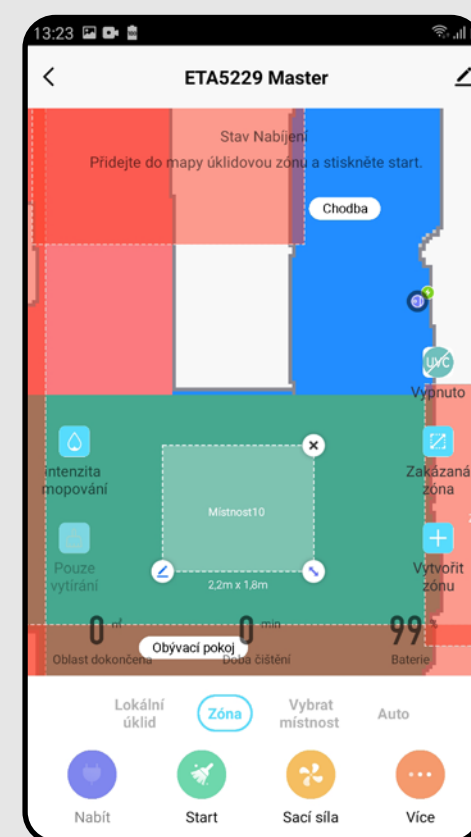 13:23
ETA5229 Master
Stav Nabíjení
Přidejte do mapy úklidovou zónu a stiskněte start.
Chodba
UVC
Vypnuto
intenzita
mopování
Zakázaná
zóna
Místnost10
Pouze
vytírání
Vytvořit
zónu
2,2m x 1,8m
0 ㎡
0 min
99 %
Obývací pokoj
Oblast dokončena
Doba čištění
Baterie
Lokální
úklid
Zóna
Vybrat
místnost
Auto
Nabít
Start
Sací síla
Více